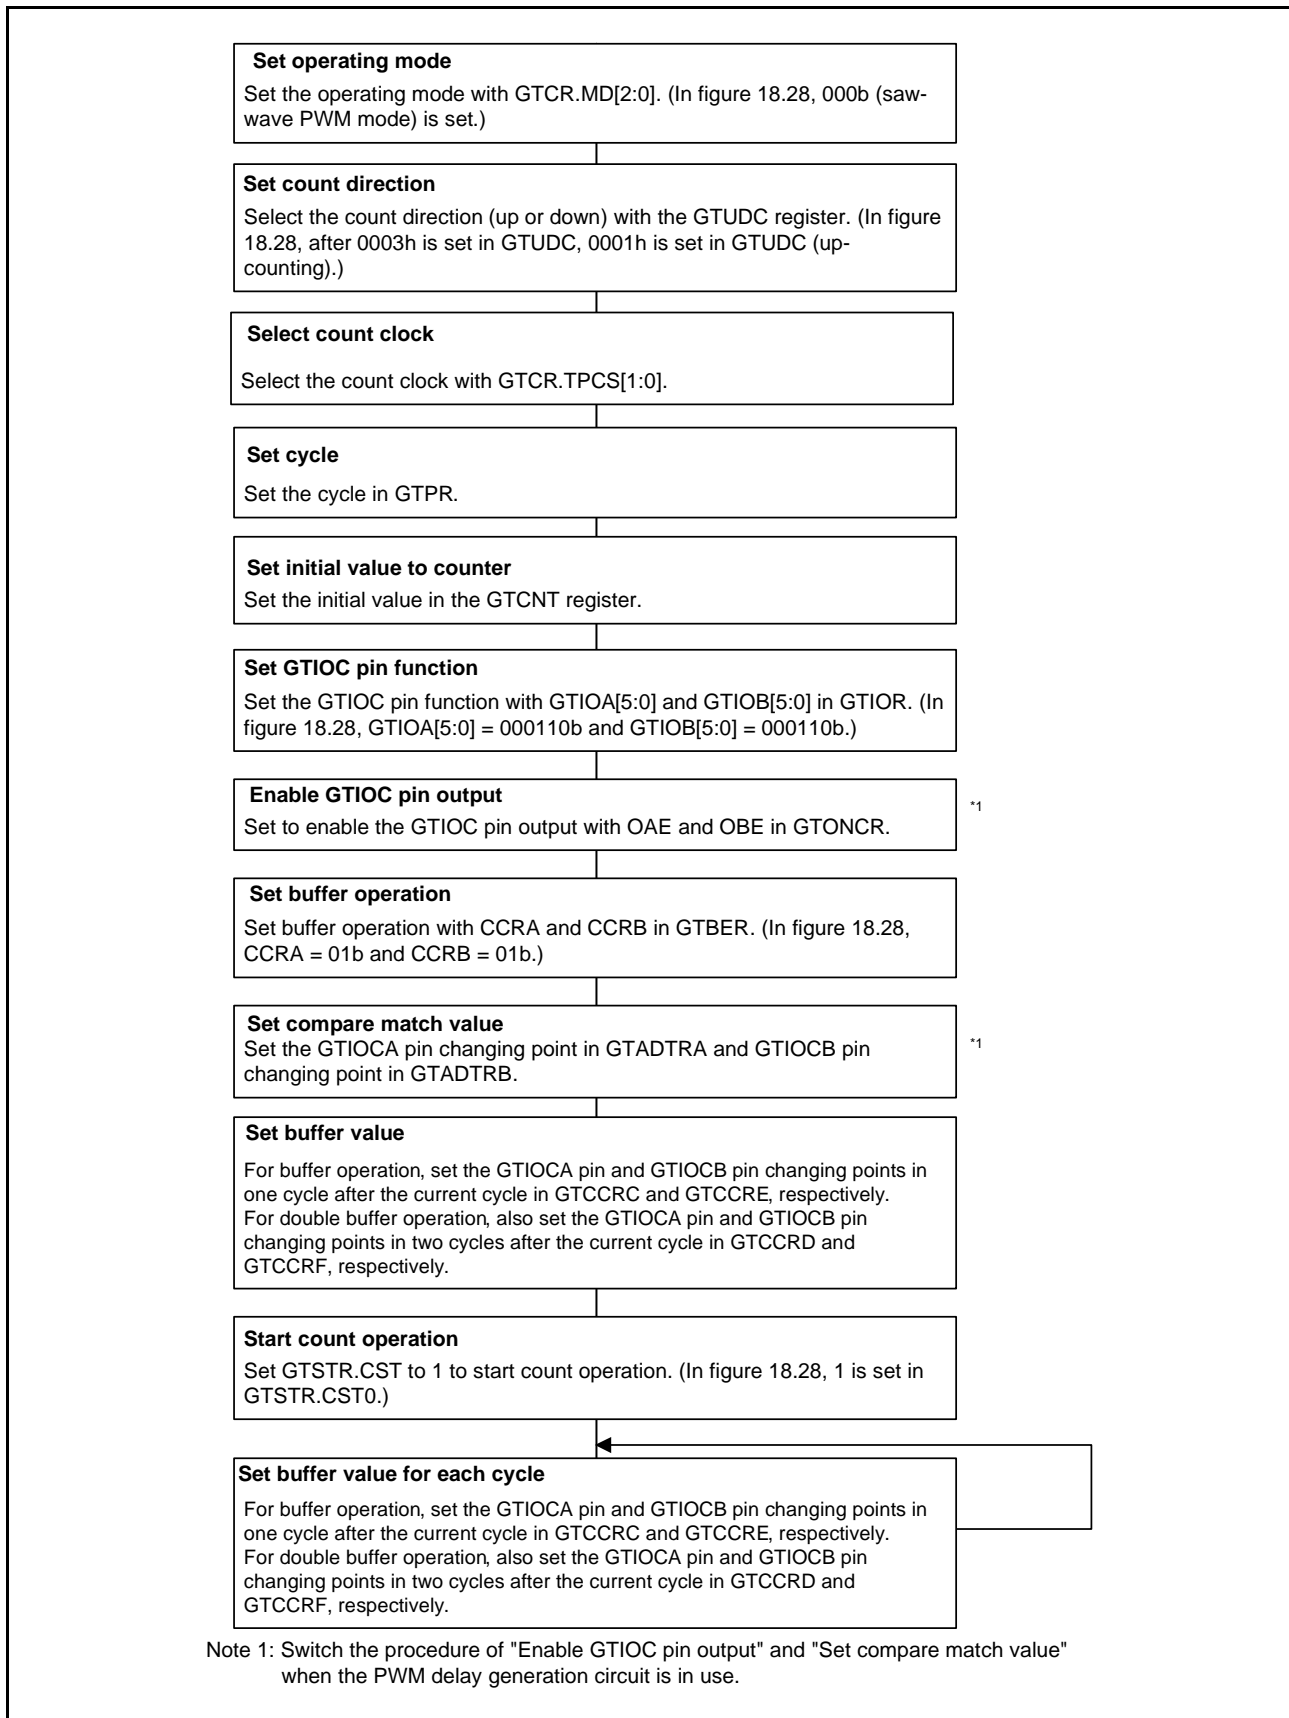 Set operating mode
Set the operating mode with GTCR.MD[2:0]. (In figure 18.28, 000b (saw-
wave PWM mode) is set.)
Set count direction
Select the count direction (up or down) with the GTUDC register. (In figure
18.28, after 0003h is set in GTUDC, 0001h is set in GTUDC (up-
counting).)
Select count clock
Select the count clock with GTCR.TPCS[1:0].
Set cycle
Set the cycle in GTPR.
Set initial value to counter
Set the initial value in the GTCNT register.
Set GTIOC pin function
Set the GTIOC pin function with GTIOA[5:0] and GTIOB[5:0] in GTIOR. (In
figure 18.28, GTIOA[5:0] = 000110b and GTIOB[5:0] = 000110b.)
Enable GTIOC pin output
Set to enable the GTIOC pin output with OAE and OBE in GTONCR.
*1
Set buffer operation
Set buffer operation with CCRA and CCRB in GTBER. (In figure 18.28,
CCRA = 01b and CCRB = 01b.)
Set compare match value
Set the GTIOCA pin changing point in GTADTRA and GTIOCB pin
changing point in GTADTRB.
*1
Set buffer value
For buffer operation, set the GTIOCA pin and GTIOCB pin changing points in
one cycle after the current cycle in GTCCRC and GTCCRE, respectively.
For double buffer operation, also set the GTIOCA pin and GTIOCB pin
changing points in two cycles after the current cycle in GTCCRD and
GTCCRF, respectively.
Start count operation
Set GTSTR.CST to 1 to start count operation. (In figure 18.28, 1 is set in
GTSTR.CST0.)
Set buffer value for each cycle
For buffer operation, set the GTIOCA pin and GTIOCB pin changing points in
one cycle after the current cycle in GTCCRC and GTCCRE, respectively.
For double buffer operation, also set the GTIOCA pin and GTIOCB pin
changing points in two cycles after the current cycle in GTCCRD and
GTCCRF, respectively.
Note 1: Switch the procedure of "Enable GTIOC pin output" and "Set compare match value"
when the PWM delay generation circuit is in use.